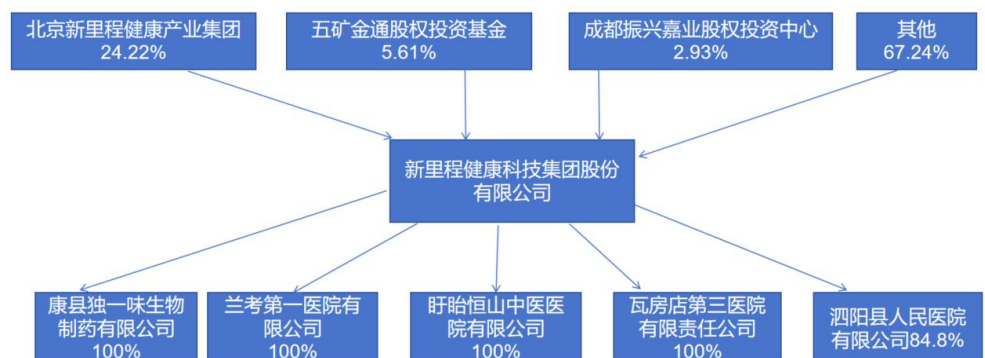 北京新里程健康产业集团
24.22%
五矿金通股权投资基金
5.61%
成都振兴嘉业股权投资中心
2.93%
其他
67.24%
新里程健康科技集团股份
有限公司
康县独一味生物
制药有限公司
100%
兰考第一医院有
限公司
100%
盱眙恒山中医医
院有限公司
100%
瓦房店第三医院
有限责任公司
100%
泗阳县人民医院
有限公司84.8%